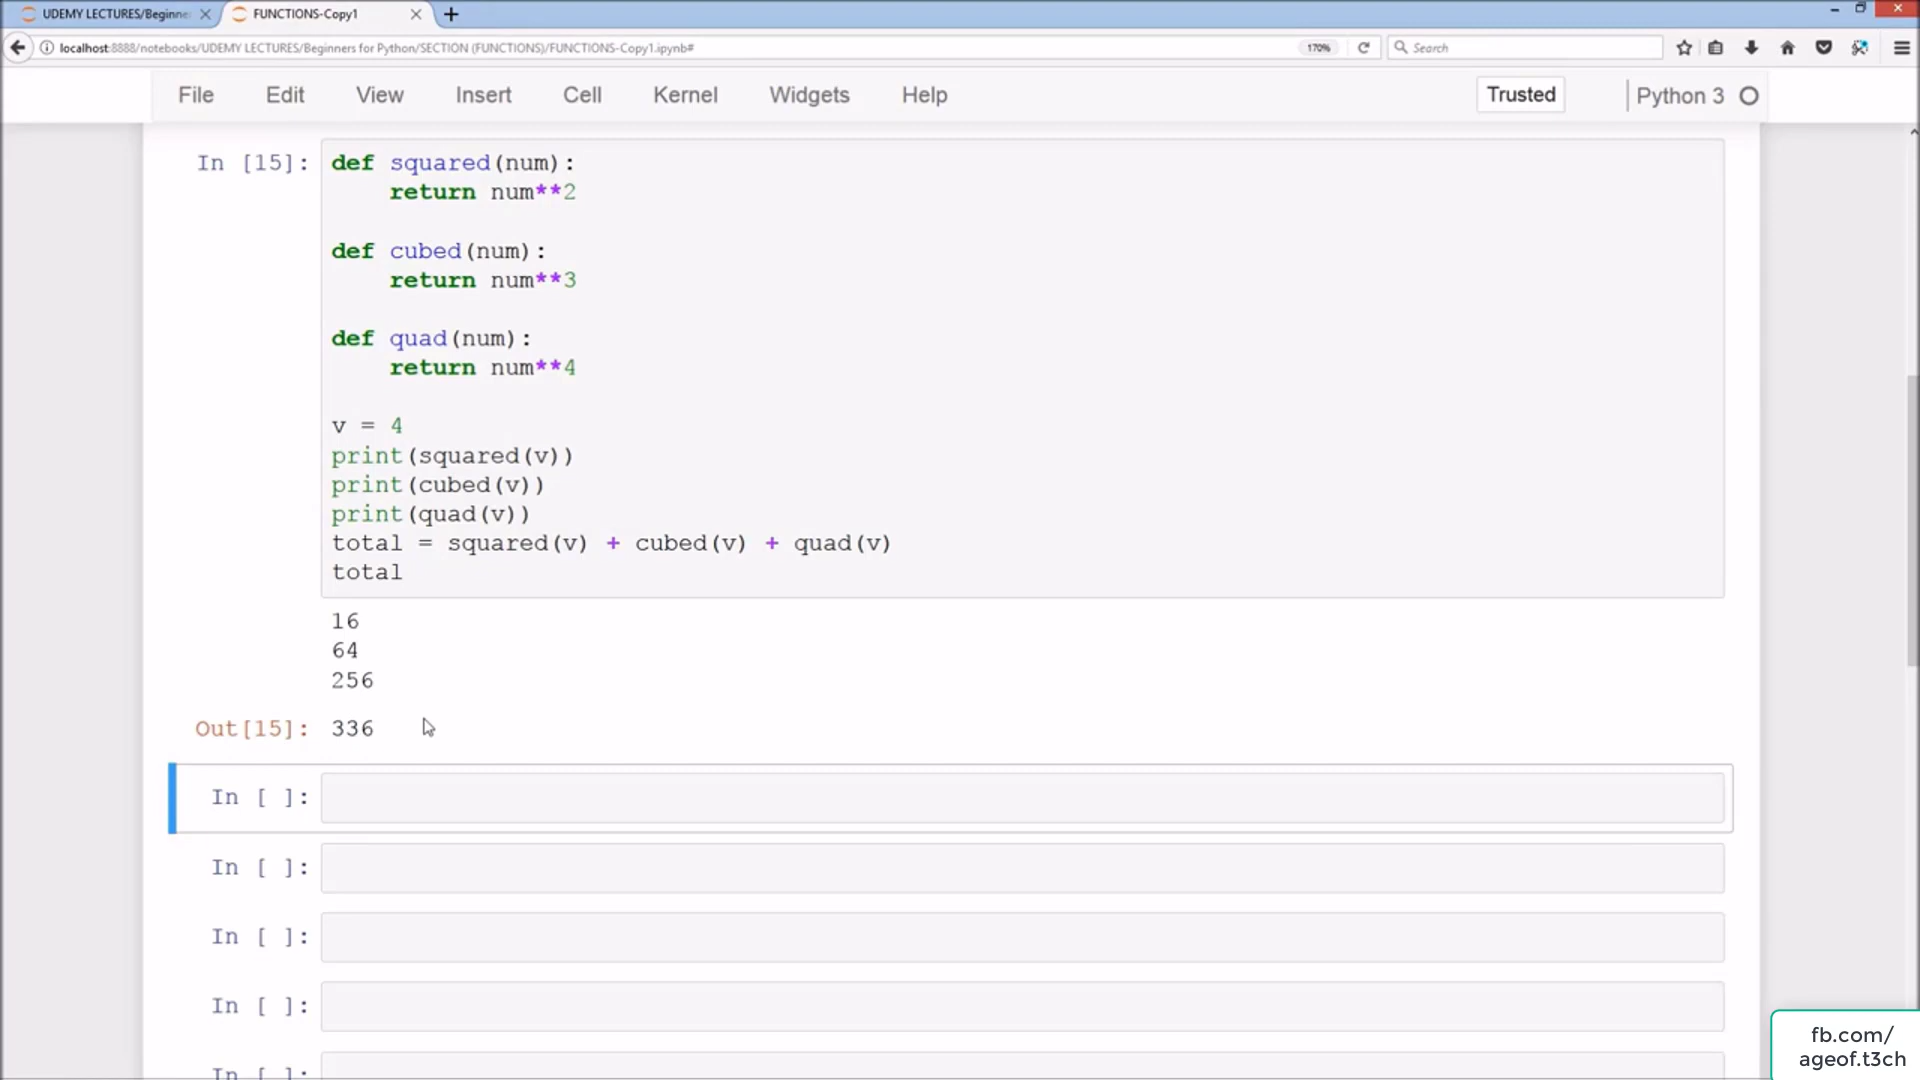 UDEMY LECTURES/Beginne
FUNCTIONS-Copy1
localhost:8888/notebooks/UDEMY LECTURES/Beginners for Python/SECTION (FUNCTIONS)/FUNCTIONS-Copy1.ipynb#
170%
Search
File Edit View Insert Cell Kernel Widgets Help
Trusted
Python 3
In [15]:
def squared(num):
    return num**2
def cubed(num):
    return num**3
def quad(num):
    return num**4
v = 4
print(squared(v))
print(cubed(v))
print(quad(v))
total = squared(v) + cubed(v) + quad(v)
total
16
64
256
Out[15]: 336
In [ ]:
In [ ]:
In [ ]:
In [ ]:
In [ ]:
fb.com/
ageof.t3ch